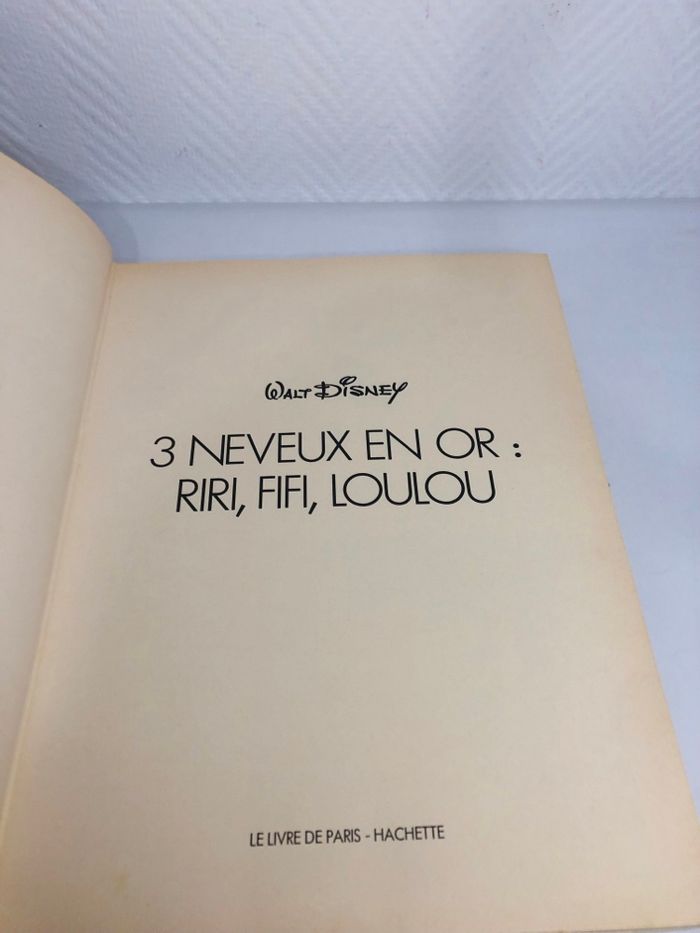 WALT DISNEY
3 NEVEUX EN OR :
RIRI, FIFI, LOULOU
LE LIVRE DE PARIS - HACHETTE